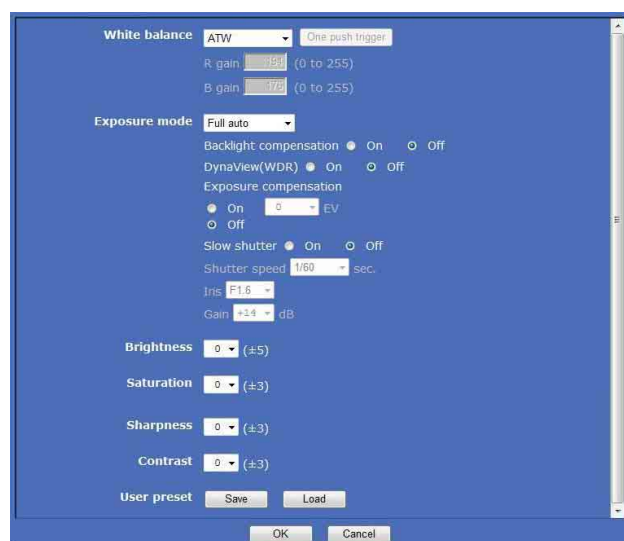 White balance ATW One push trigger
R gain (0 to 255)
B gain 176 (0 to 255)
Exposure mode Full auto
Backlight compensation On Off
DynaView(WDR) On Off
Exposure compensation
On 0 EV
Off
Slow shutter On Off
Shutter speed 1/60 sec.
Iris F1.6
Gain +14 dB
Brightness 0 (±5)
Saturation 0 (±3)
Sharpness 0 (±3)
Contrast 0 (±3)
User preset Save Load
OK Cancel